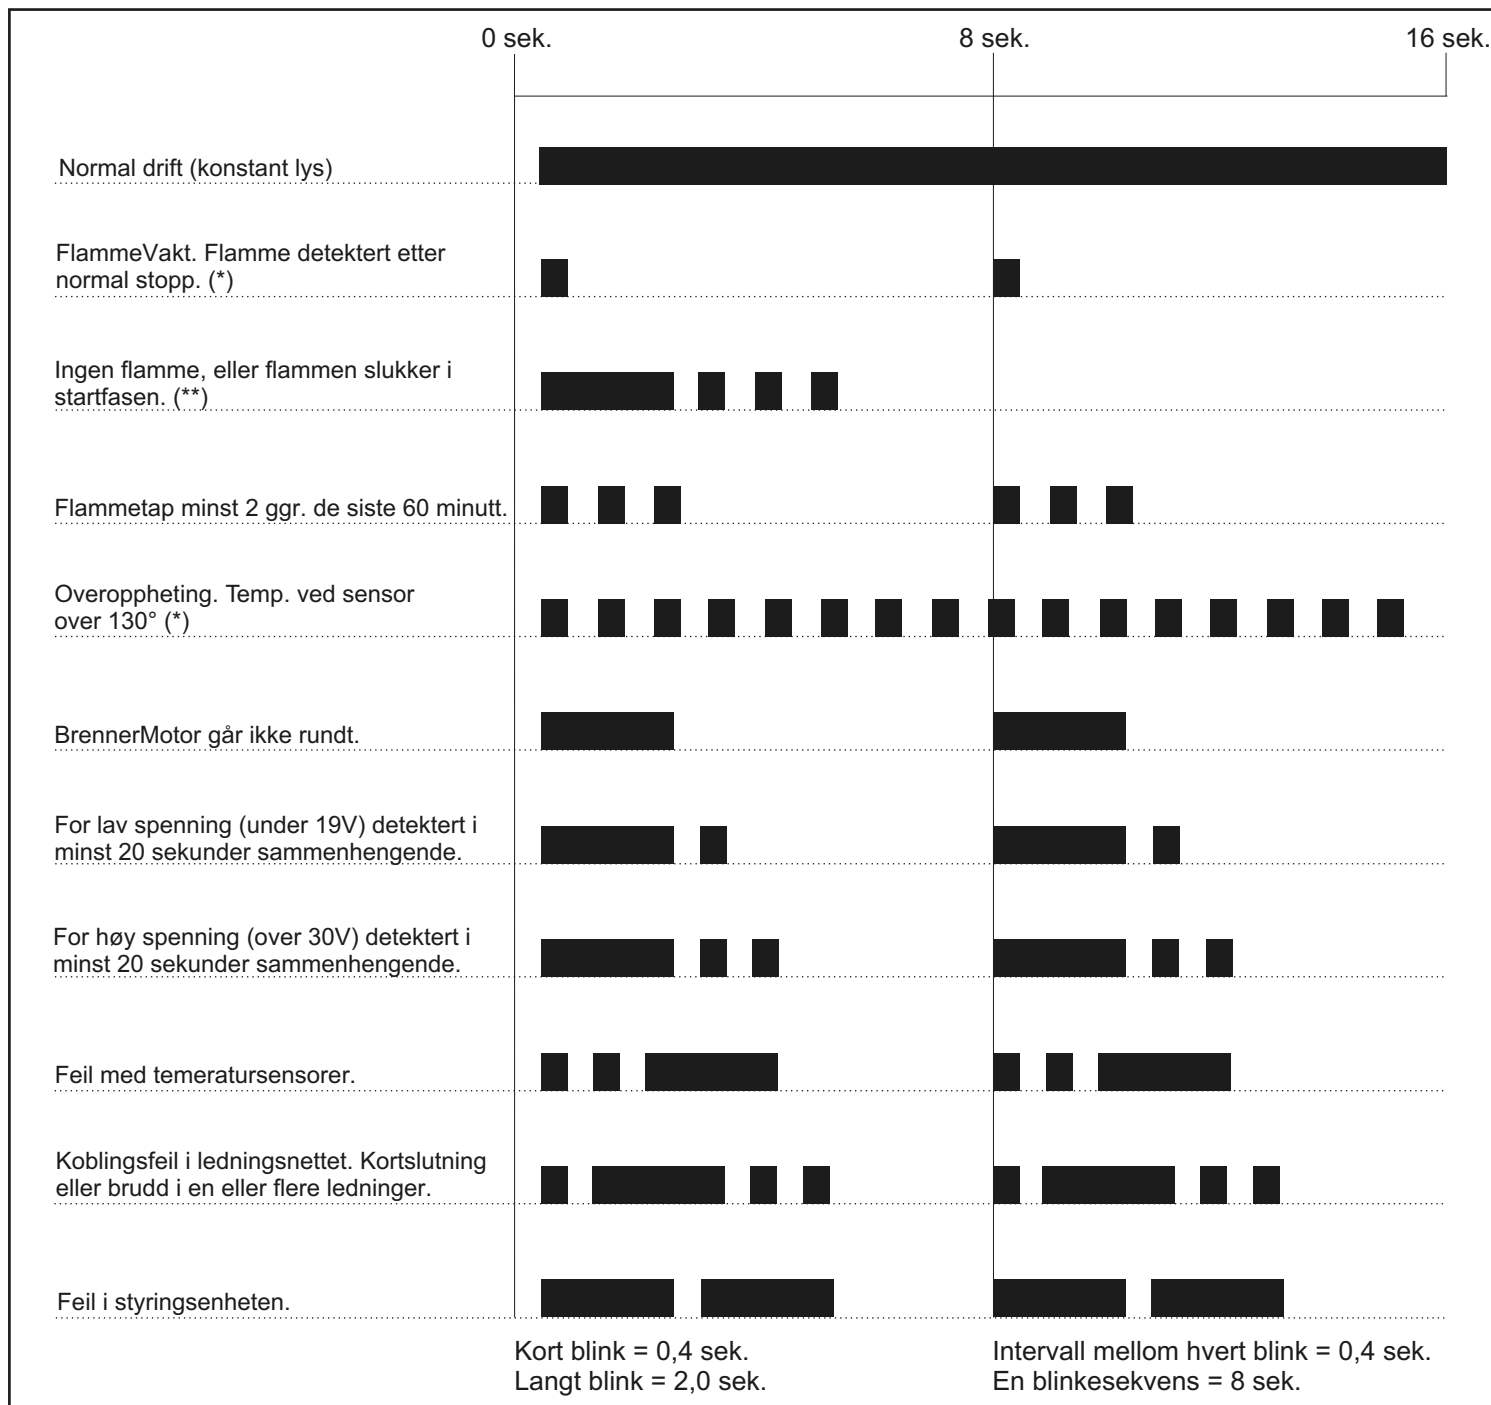 0 sek. 8 sek. 16 sek.
Normal drift (konstant lys)
FlammeVakt. Flamme detektert etter
normal stopp. (*)
Ingen flamme, eller flammen slukker i
startfasen. (**)
Flammetap minst 2 ggr. de siste 60 minutt.
Overoppheting. Temp. ved sensor
over 130° (*)
BrennerMotor går ikke rundt.
For lav spenning (under 19V) detektert i
minst 20 sekunder sammenhengende.
For høy spenning (over 30V) detektert i
minst 20 sekunder sammenhengende.
Feil med temeratursensorer.
Koblingsfeil i ledningsnettet. Kortslutning
eller brudd i en eller flere ledninger.
Feil i styringsenheten.
Kort blink = 0,4 sek.
Langt blink = 2,0 sek.
Intervall mellom hvert blink = 0,4 sek.
En blinkesekvens = 8 sek.